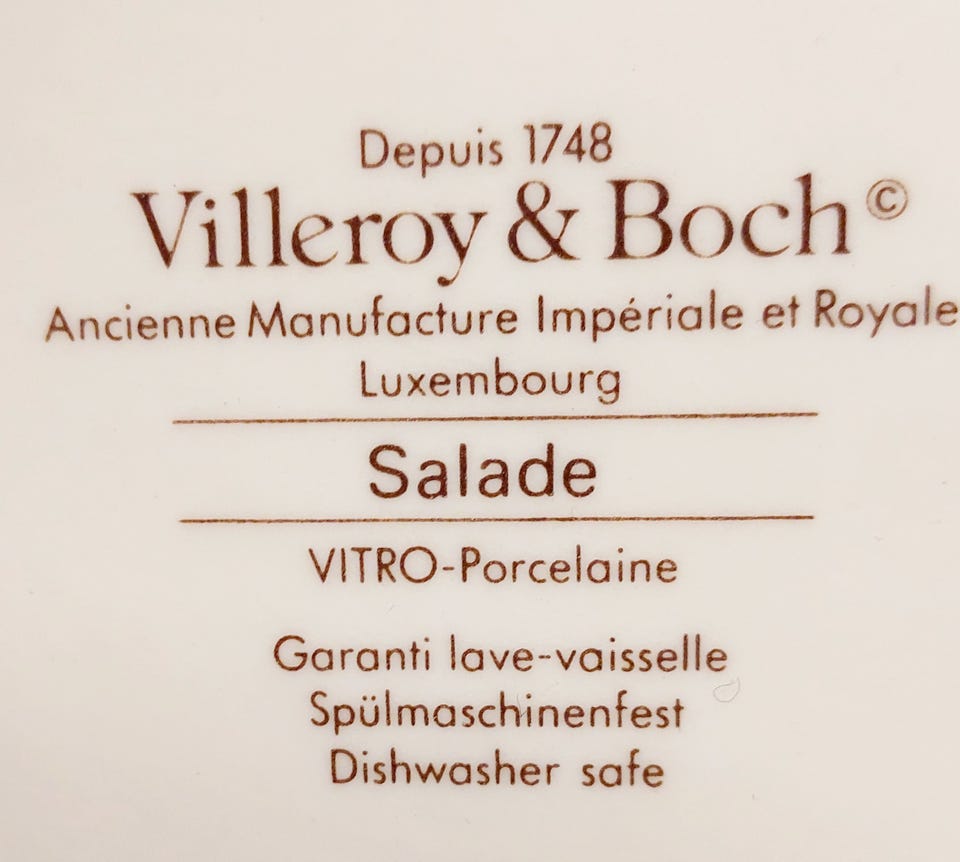 Depuis 1748
Villeroy & Boch©
Ancienne Manufacture Impériale et Royale
Luxembourg
Salade
VITRO-Porcelaine
Garanti lave-vaisselle
Spülmaschinenfest
Dishwasher safe